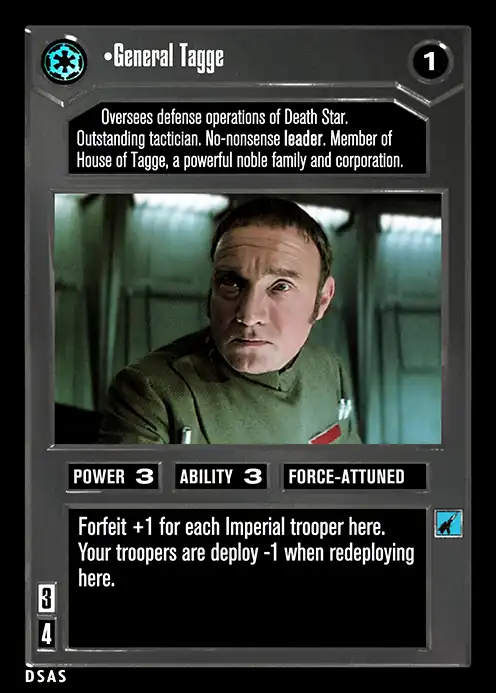 •General Tagge
1
Oversees defense operations of Death Star.
Outstanding tactician. No-nonsense leader. Member of
House of Tagge, a powerful noble family and corporation.
POWER 3 ABILITY 3 FORCE-ATTUNED
Forfeit +1 for each Imperial trooper here.
Your troopers are deploy -1 when redeploying
here.
3
4
DSAS